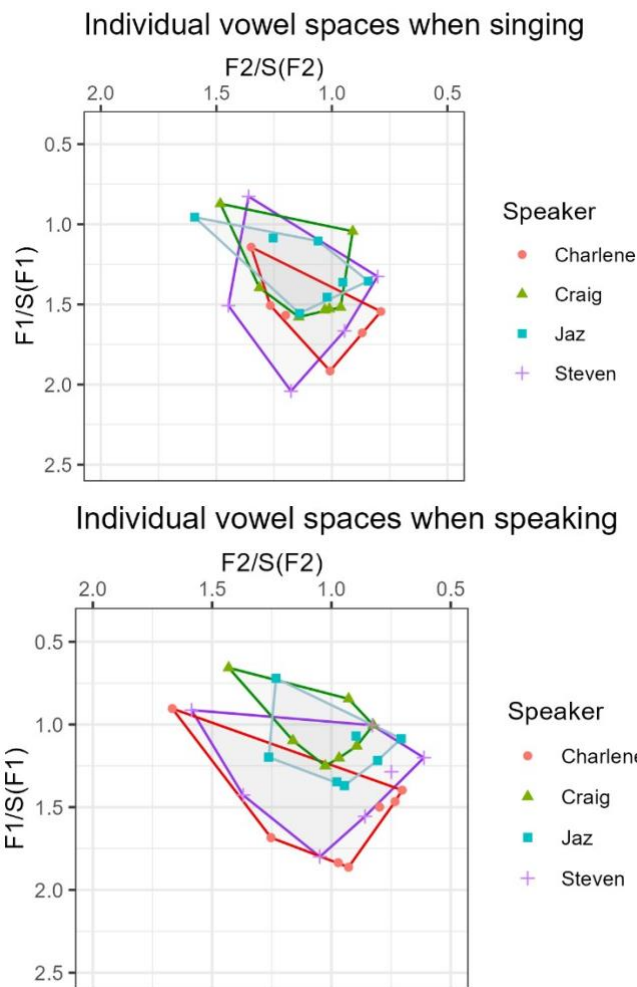 Individual vowel spaces when singing
F2/S(F2)
2.0 1.5 1.0 0.5
0.5
1.0
1.5
2.0
2.5
F1/S(F1)
Speaker
Charlene
Craig
Jaz
Steven
Individual vowel spaces when speaking
F2/S(F2)
2.0 1.5 1.0 0.5
0.5
1.0
1.5
2.0
2.5
F1/S(F1)
Speaker
Charlene
Craig
Jaz
Steven